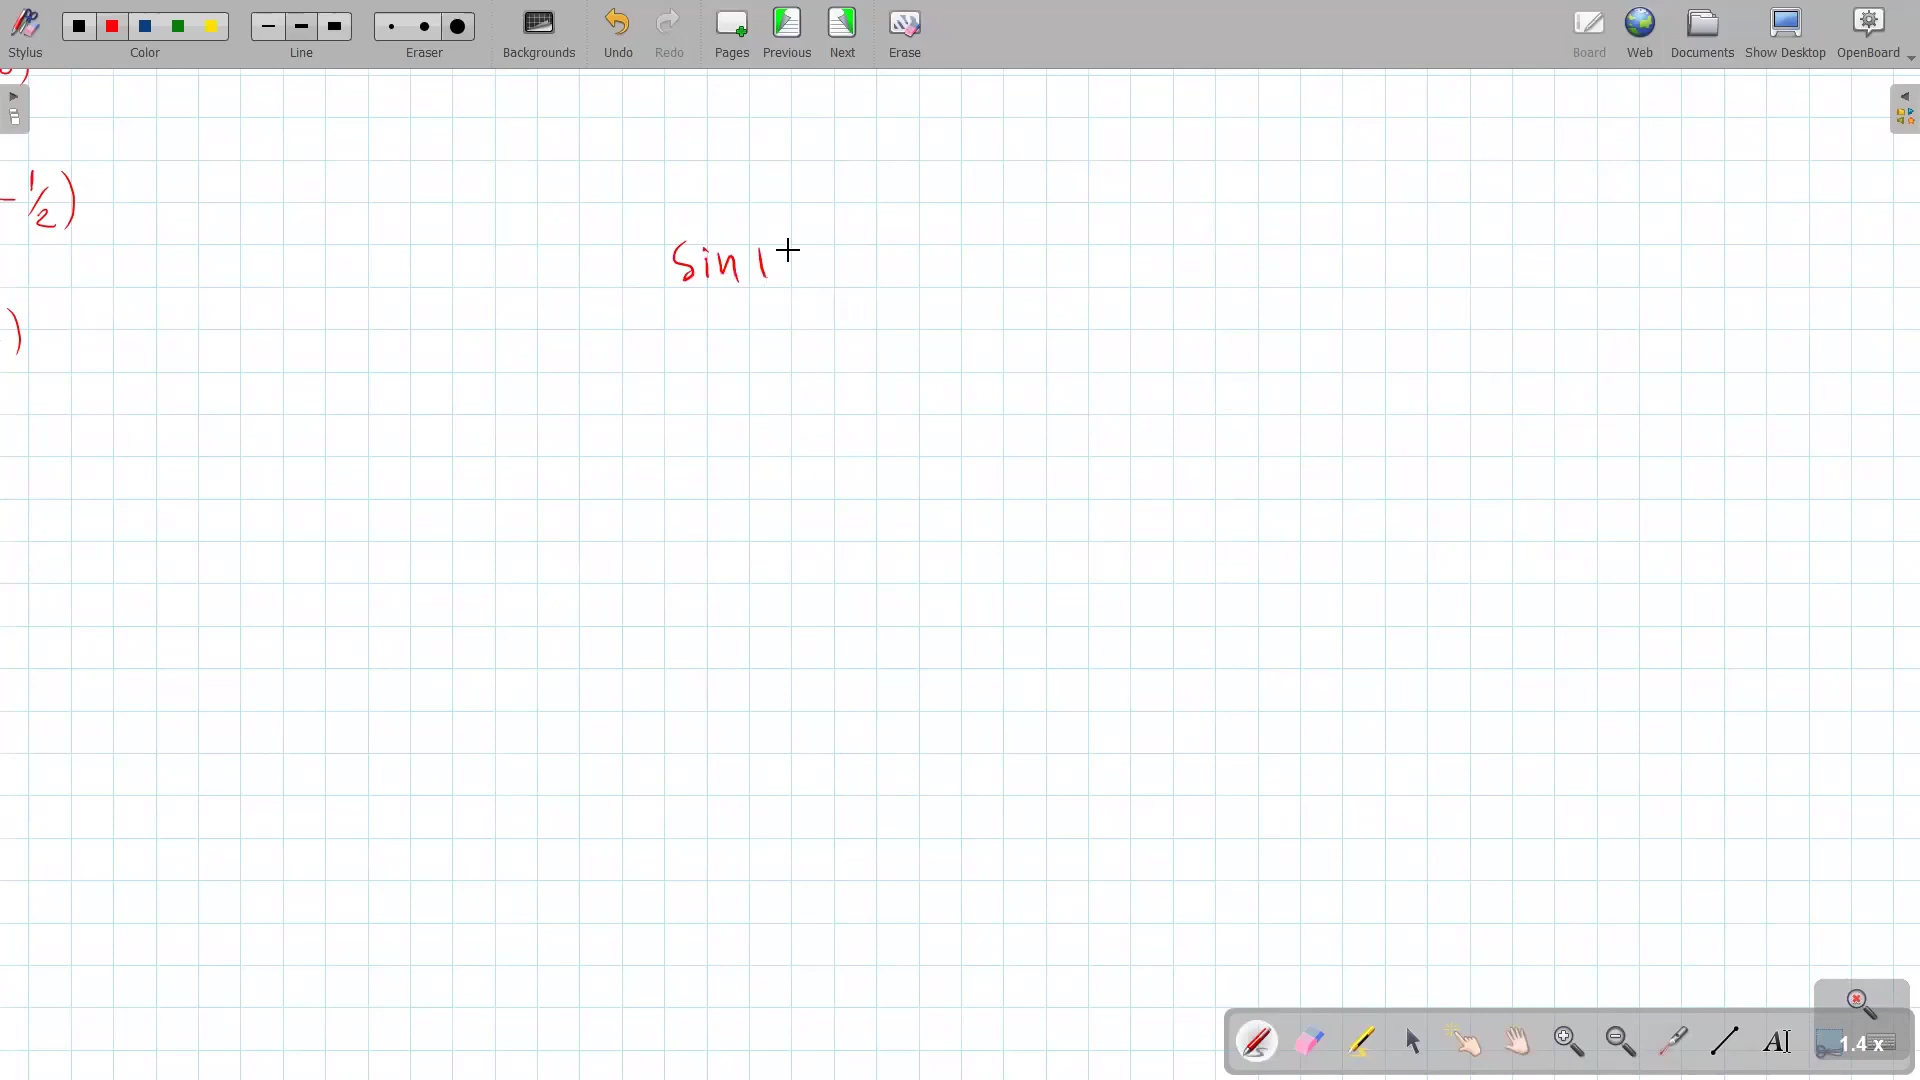 Stylus Color Line Eraser Backgrounds Undo Redo Pages Previous Next Erase Board Web Documents Show Desktop OpenBoard
- 1/2)
sin 1
)
1.4 x